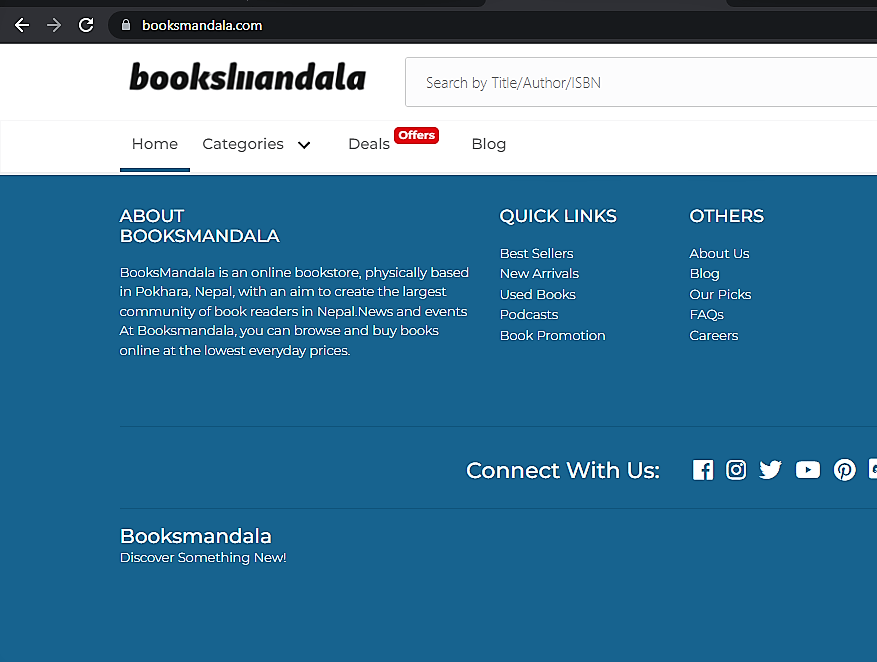 booksmandala.com
booksmandala
Search by Title/Author/ISBN
Home Categories Deals Offers Blog
ABOUT
BOOKSMANDALA
BooksMandala is an online bookstore, physically based
in Pokhara, Nepal, with an aim to create the largest
community of book readers in Nepal.News and events
At Booksmandala, you can browse and buy books
online at the lowest everyday prices.
QUICK LINKS
Best Sellers
New Arrivals
Used Books
Podcasts
Book Promotion
OTHERS
About Us
Blog
Our Picks
FAQs
Careers
Connect With Us:
Booksmandala
Discover Something New!